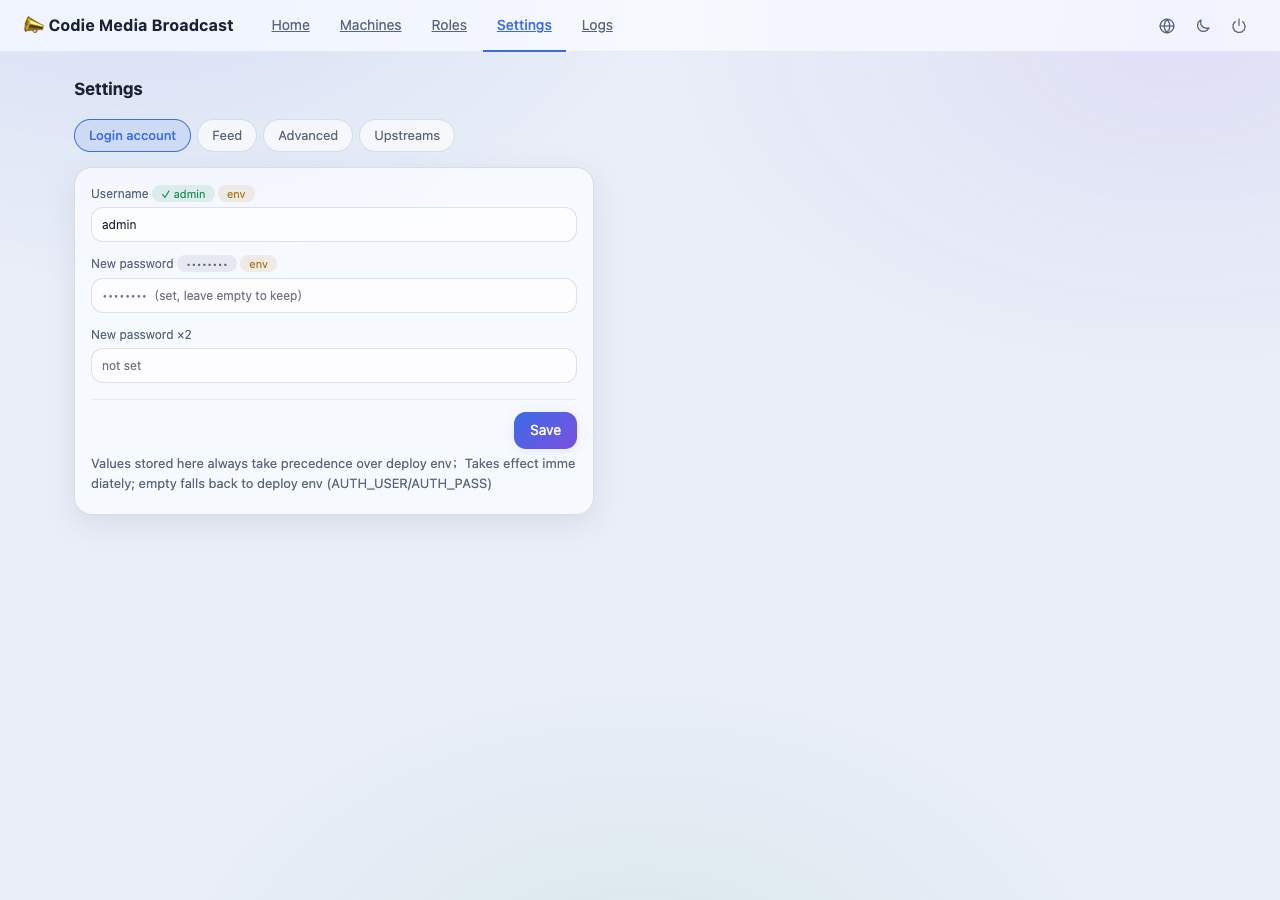 Codie Media Broadcast Home Machines Roles Settings Logs
Settings
Login account Feed Advanced Upstreams
Username ✓ admin env
admin
New password •••••••• env
•••••••• (set, leave empty to keep)
New password ×2
not set
Save
Values stored here always take precedence over deploy env；Takes effect imme
diately; empty falls back to deploy env (AUTH_USER/AUTH_PASS)